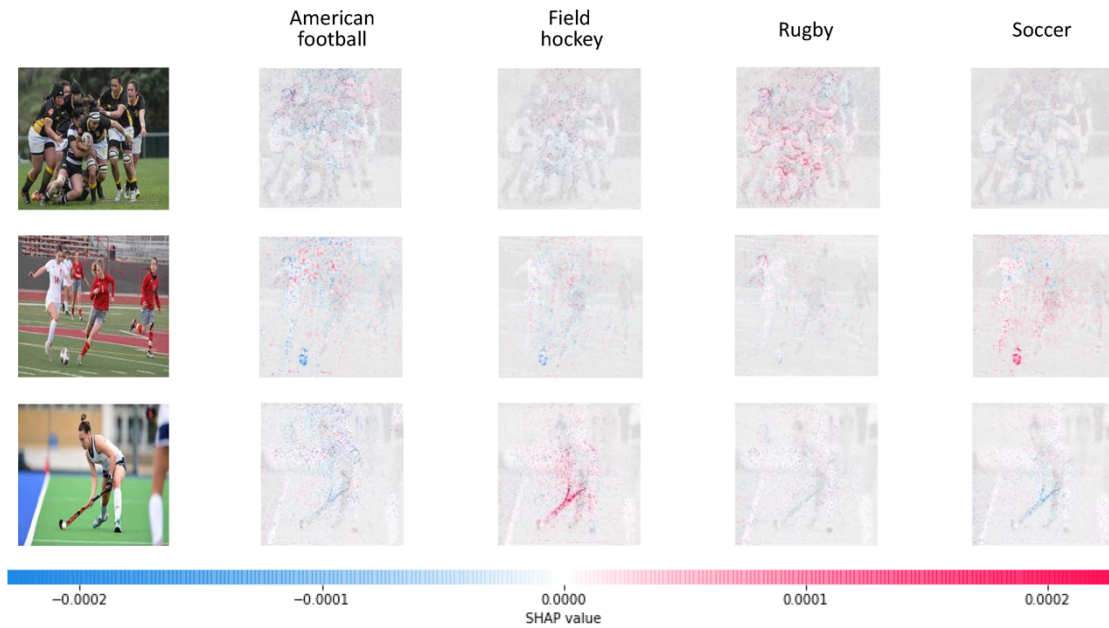 American
football
Field
hockey
Rugby
Soccer
−0.0002
−0.0001
0.0000
0.0001
0.0002
SHAP value